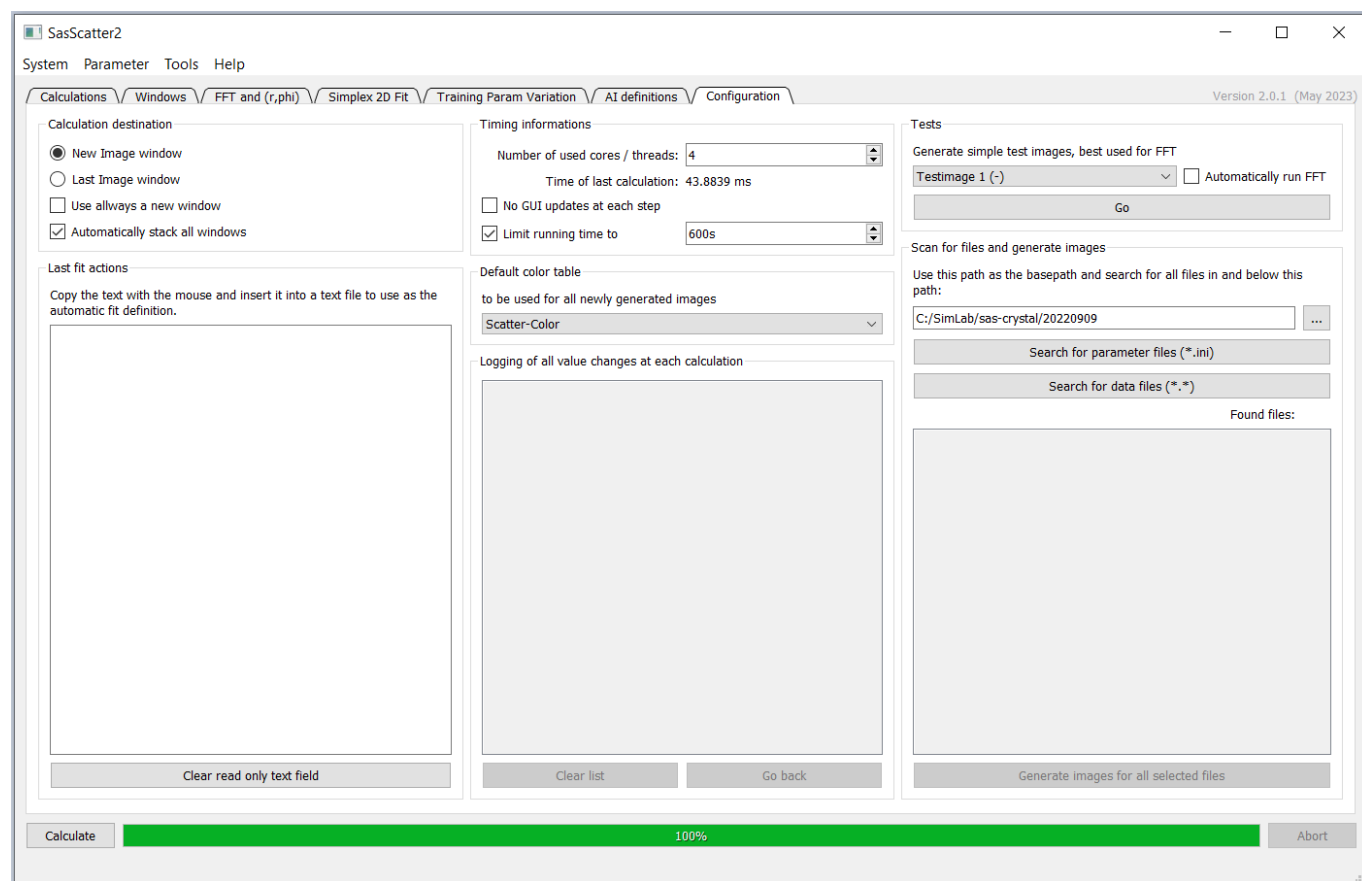 SasScatter2
System Parameter Tools Help
Calculations Windows FFT and (r,phi) Simplex 2D Fit Training Param Variation AI definitions Configuration
Version 2.0.1 (May 2023)
Calculation destination
New Image window
Last Image window
Use allways a new window
Automatically stack all windows
Last fit actions
Copy the text with the mouse and insert it into a text file to use as the
automatic fit definition.
Clear read only text field
Timing informations
Number of used cores / threads: 4
Time of last calculation: 43.8839 ms
No GUI updates at each step
Limit running time to 600s
Default color table
to be used for all newly generated images
Scatter-Color
Logging of all value changes at each calculation
Clear list Go back
Tests
Generate simple test images, best used for FFT
Testimage 1 (-) Automatically run FFT
Go
Scan for files and generate images
Use this path as the basepath and search for all files in and below this
path:
C:/SimLab/sas-crystal/20220909 ...
Search for parameter files (*.ini)
Search for data files (*.*)
Found files:
Generate images for all selected files
Calculate 100% Abort